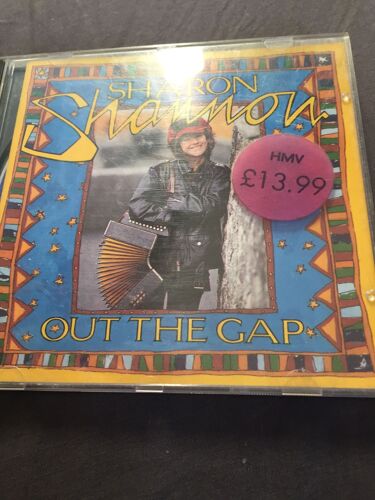 SHARON
Shannon
HMV
£13.99
OUT THE GAP